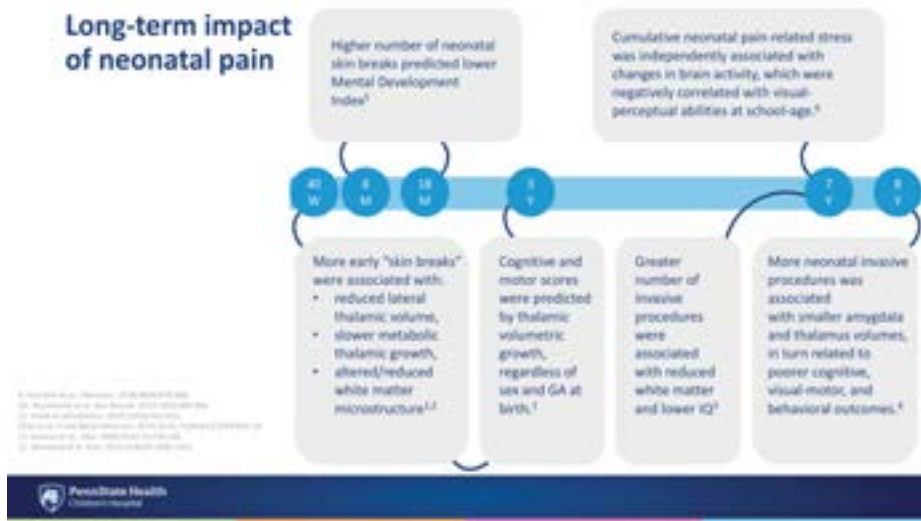 Long-term impact
of neonatal pain
Higher number of neonatal
skin breaks predicted lower
Mental Development
Index
Cumulative neonatal pain-related stress
was independently associated with
changes in brain activity, which were
negatively correlated with visual-
perceptual abilities at school-age.
40
W
8
M
18
M
3
Y
7
Y
8
Y
More early "skin breaks"
were associated with:
• reduced lateral
thalamic volume,
• slower metabolic
thalamic growth,
• altered/reduced
white matter
microstructure
Cognitive and
motor scores
were predicted
by thalamic
volumetric
growth,
regardless of
sex and GA at
birth.
Greater
number of
invasive
procedures
were
associated
with reduced
white matter
and lower IQ
More neonatal invasive
procedures was
associated
with smaller amygdala
and thalamus volumes,
in turn related to
poorer cognitive,
visual-motor, and
behavioral outcomes.
PennState Health
Children's Hospital